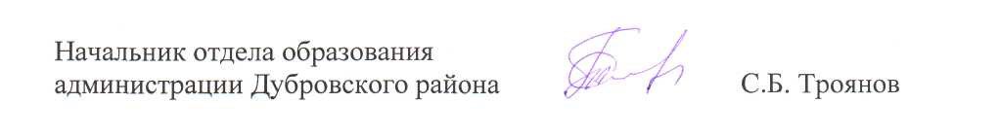 Начальник отдела образования
администрации Дубровского района С.Б. Троянов